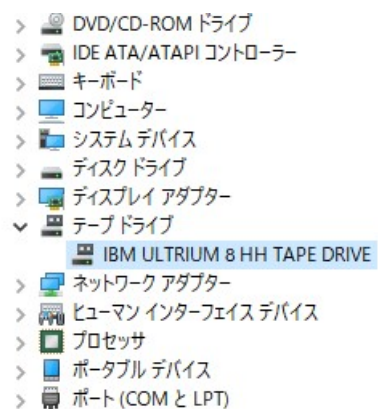 DVD/CD-ROM ドライブ
IDE ATA/ATAPI コントローラー
キーボード
コンピューター
システム デバイス
ディスク ドライブ
ディスプレイ アダプター
テープ ドライブ
IBM ULTRIUM 8 HH TAPE DRIVE
ネットワーク アダプター
ヒューマン インターフェイス デバイス
プロセッサ
ポータブル デバイス
ポート (COM と LPT)